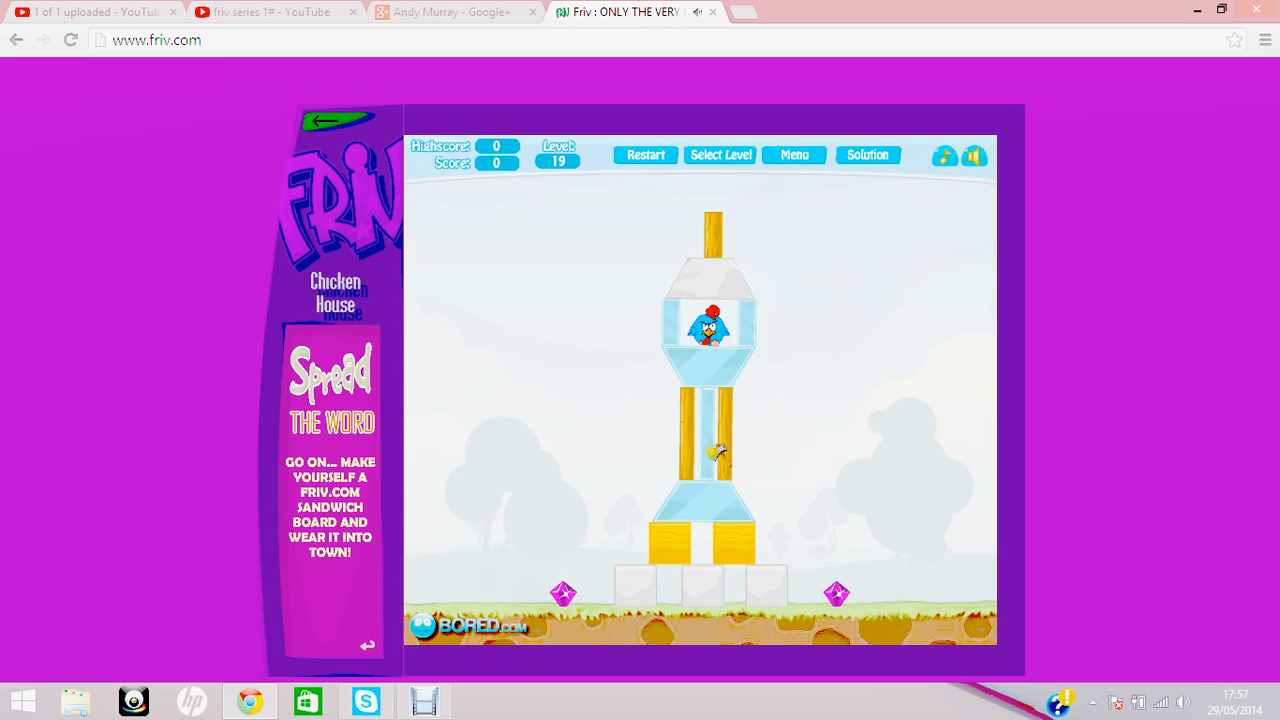 1 of 1 uploaded - YouTub
friv series 1# - YouTube
Andy Murray - Google+
Friv : ONLY THE VERY
www.friv.com
FRIV
Chicken
House
Spread
THE WORD
GO ON... MAKE
YOURSELF A
FRIV.COM
SANDWICH
BOARD AND
WEAR IT INTO
TOWN!
Highscore: 0
Score: 0
Level:
19
Restart
Select Level
Menu
Solution
BORED.COM
hp
17:57
29/05/2014